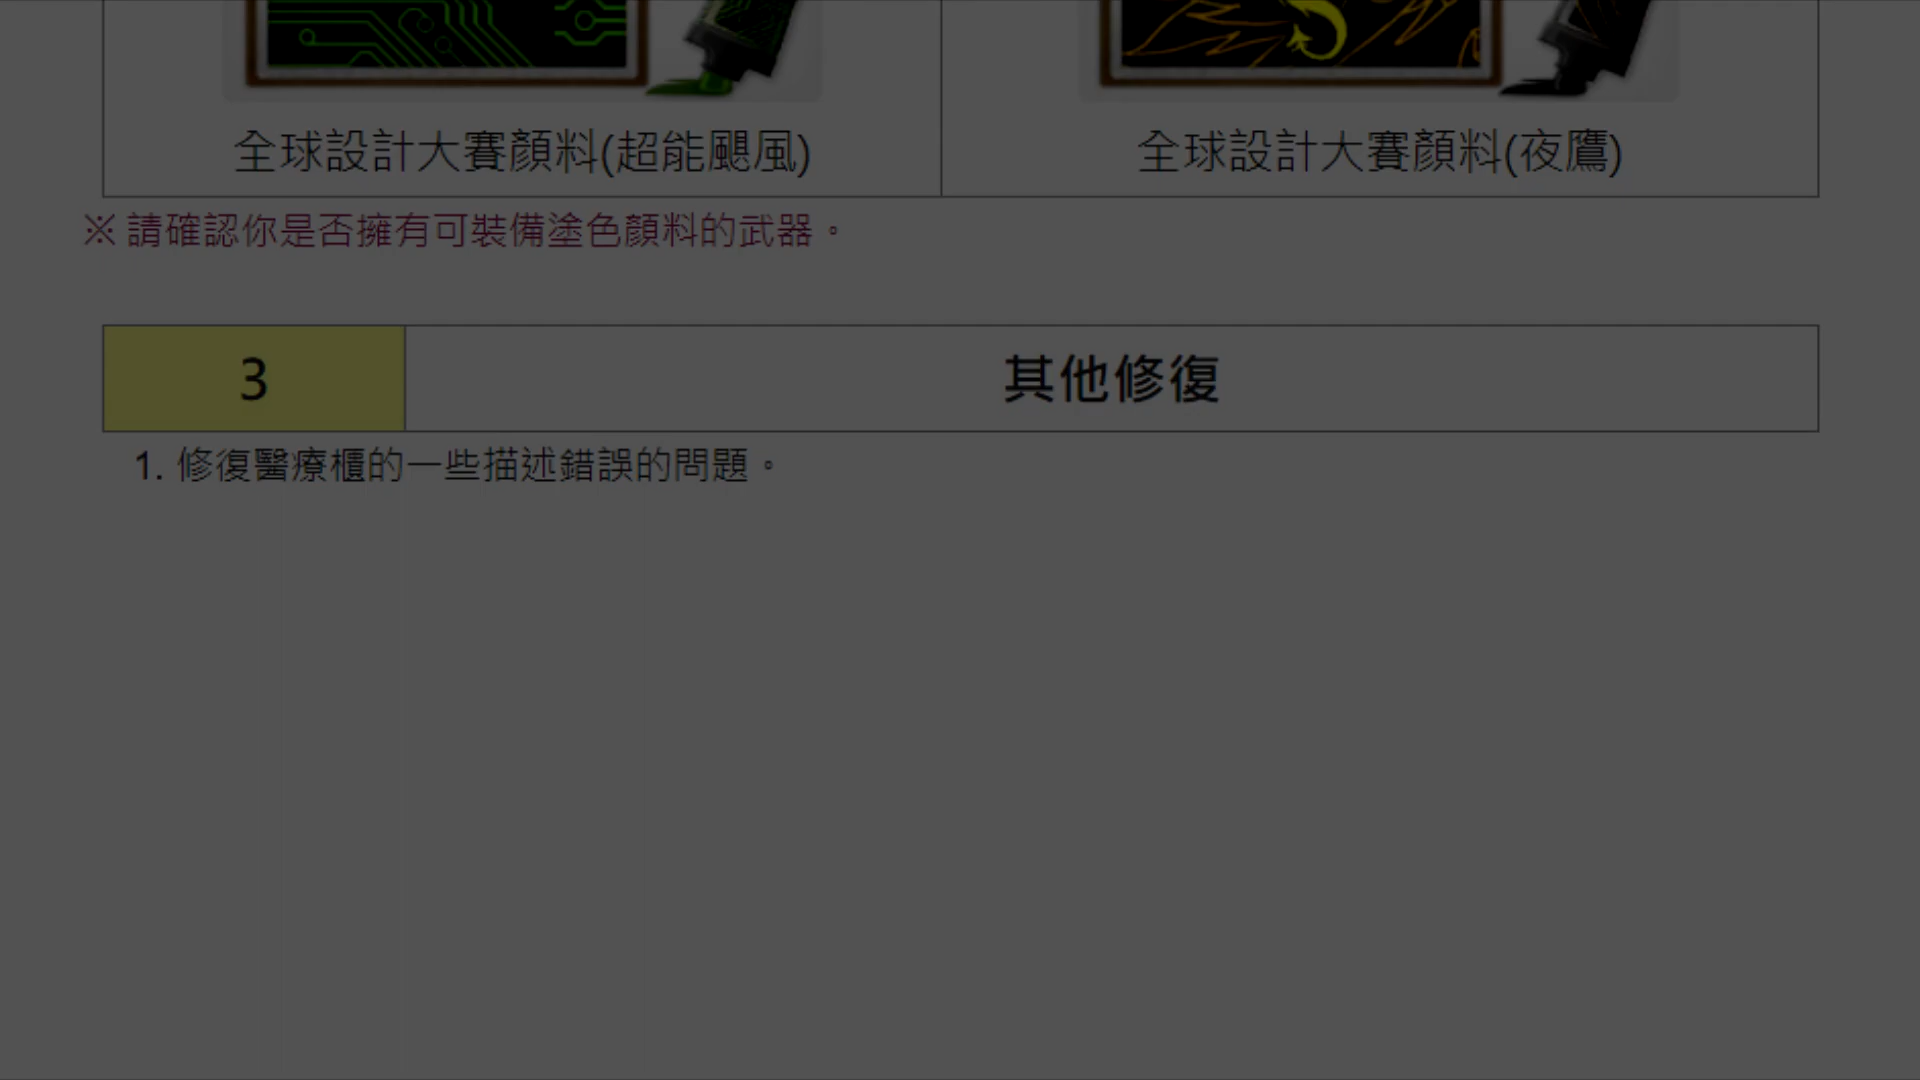 全球設計大賽顏料(超能颶風)
全球設計大賽顏料(夜鷹)
※ 請確認你是否擁有可裝備塗色顏料的武器。
3
其他修復
1. 修復醫療櫃的一些描述錯誤的問題。